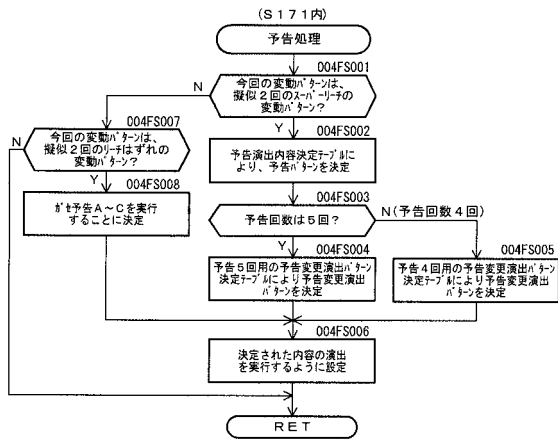 (S171内)
予告処理
004FS001
今回の変動パターンは、
擬似2回のスーパーリーチの
変動パターン?
N
Y
004FS007
今回の変動パターンは、
擬似2回のリーチはずれの
変動パターン?
N
Y
004FS002
予告演出内容決定テーブルに
より、予告パターンを決定
004FS008
ガセ予告A~Cを実行
することに決定
004FS003
予告回数は5回?
N(予告回数4回)
Y
004FS004
予告5回用の予告変更演出パターン
決定テーブルにより予告変更演出
パターンを決定
004FS005
予告4回用の予告変更演出パターン
決定テーブルにより予告変更演出
パターンを決定
004FS006
決定された内容の演出
を実行するように設定
RET